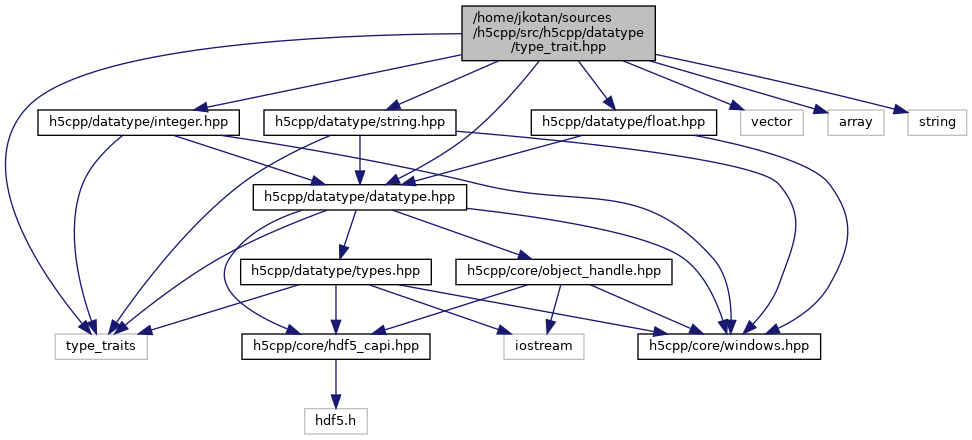 /home/jkotan/sources
/h5cpp/src/h5cpp/datatype
/type_trait.hpp
h5cpp/datatype/integer.hpp
h5cpp/datatype/string.hpp
h5cpp/datatype/float.hpp
vector
array
string
h5cpp/datatype/datatype.hpp
h5cpp/datatype/types.hpp
h5cpp/core/object_handle.hpp
type_traits
h5cpp/core/hdf5_capi.hpp
iostream
h5cpp/core/windows.hpp
hdf5.h